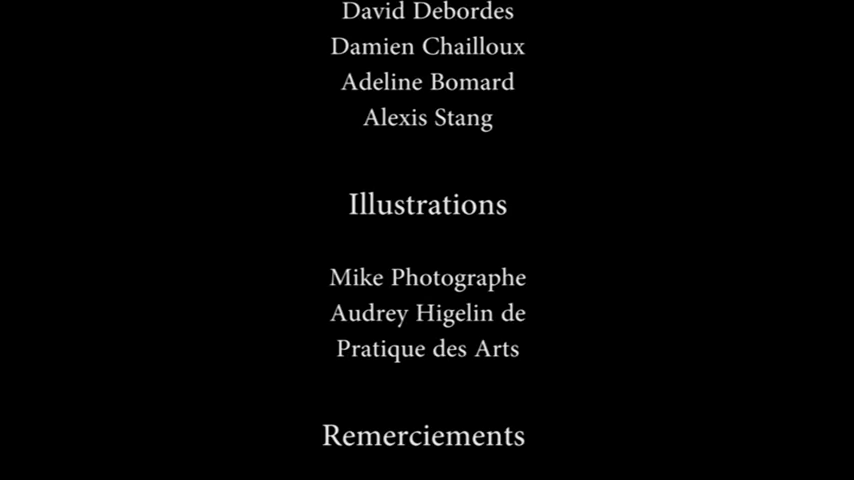 David Debordes
Damien Chailloux
Adeline Bomard
Alexis Stang
Illustrations
Mike Photographe
Audrey Higelin de
Pratique des Arts
Remerciements